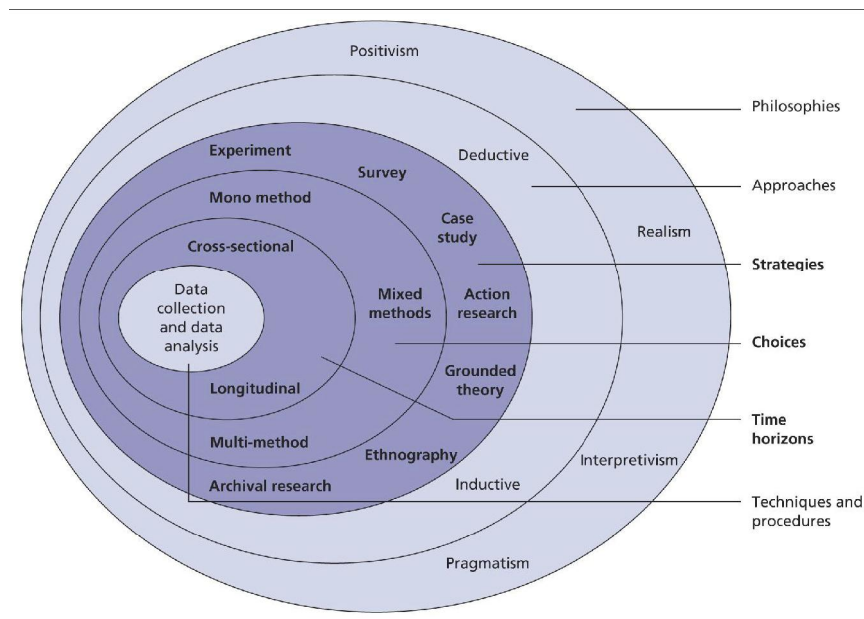 Positivism
Philosophies
Experiment
Deductive
Survey
Approaches
Mono method
Case
study
Realism
Cross-sectional
Strategies
Data
collection
and data
analysis
Mixed
methods
Action
research
Choices
Grounded
theory
Longitudinal
Time
horizons
Multi-method
Ethnography
Interpretivism
Archival research
Inductive
Techniques and
procedures
Pragmatism